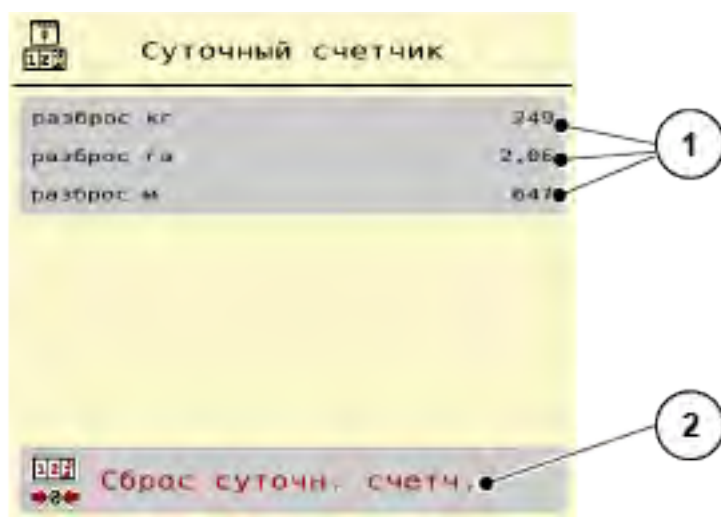 Суточный счетчик
разброс кг 249
разброс га 2,06
разброс м 647
1
Сброс суточн. счетч.
2